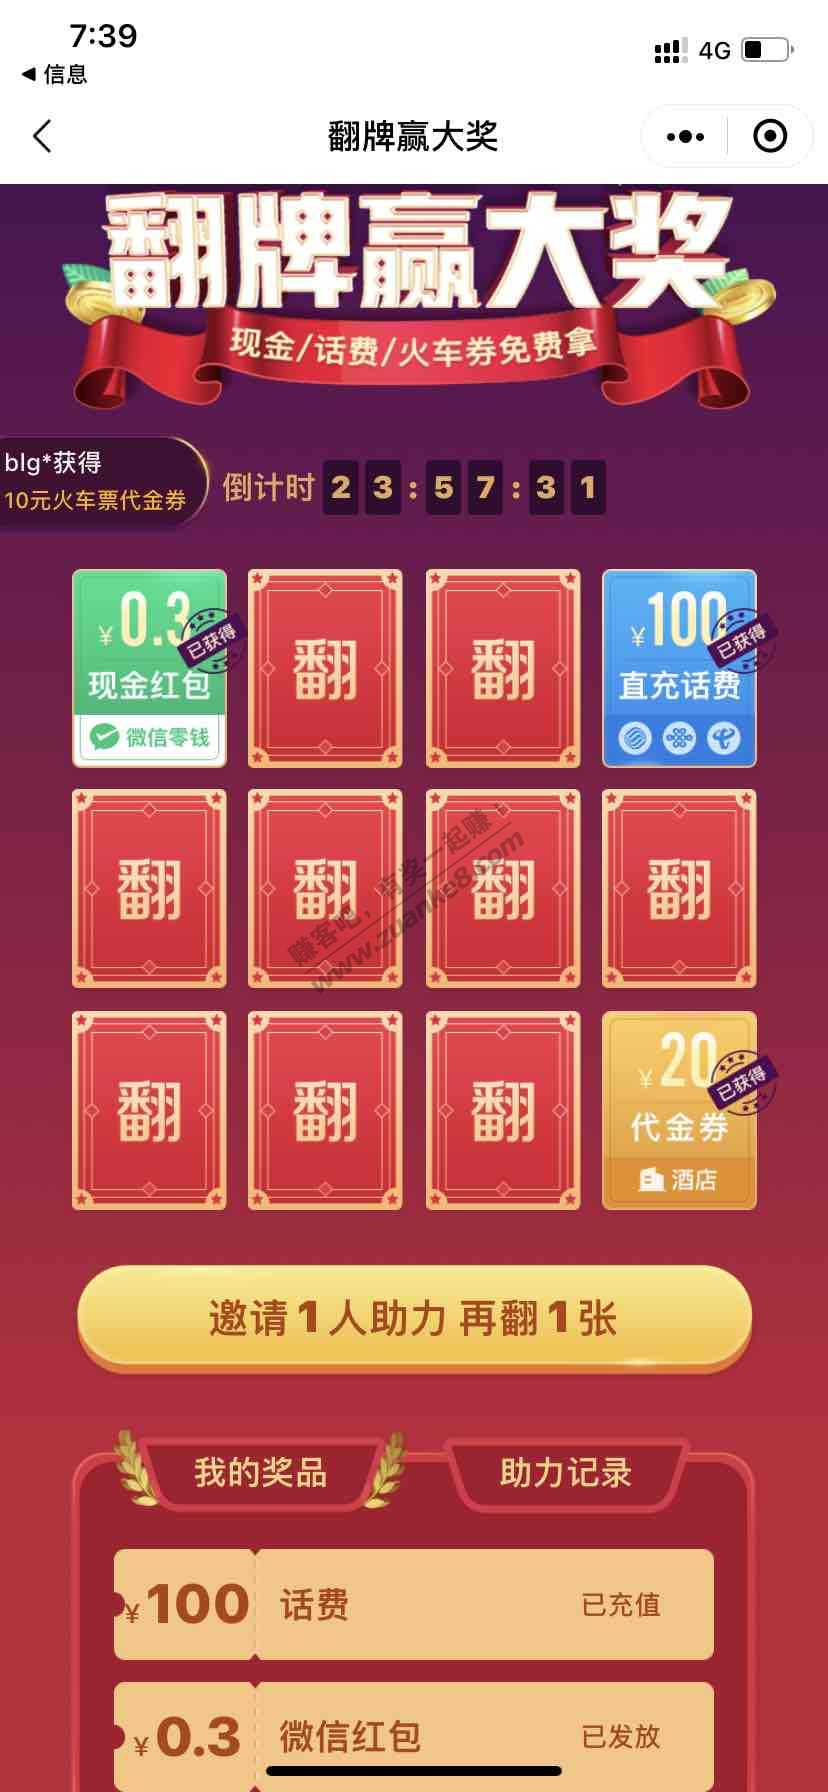 7:39
4G
信息
翻牌赢大奖
翻牌赢大奖
现金/话费/火车券免费拿
blg*获得
10元火车票代金券
倒计时 23:57:31
¥0.3
已获得
现金红包
微信零钱
翻
翻
¥100
已获得
直充话费
翻
翻
翻
翻
赚客吧，有奖一起赚！
www.zuanke8.com
翻
翻
翻
¥20
已获得
代金券
酒店
邀请1人助力 再翻1张
我的奖品
助力记录
¥100 话费 已充值
¥0.3 微信红包 已发放